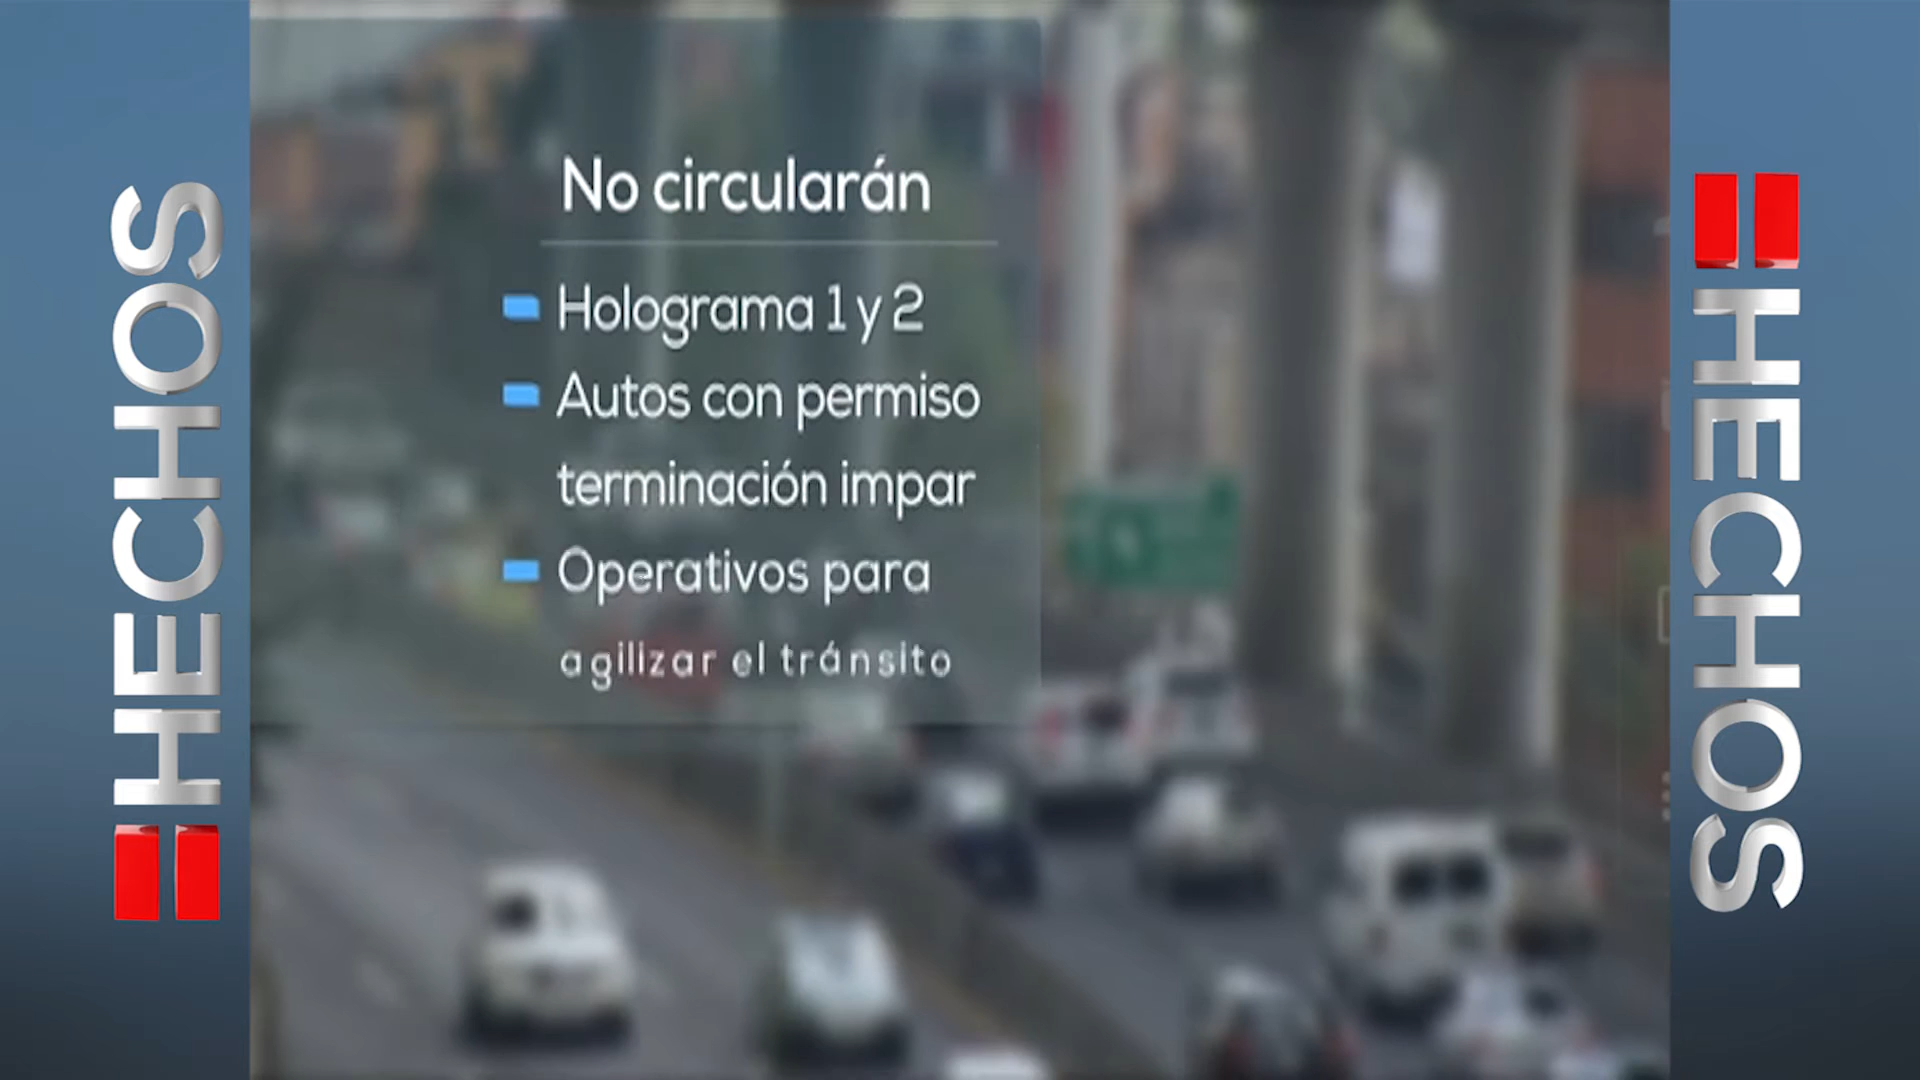 HECHOS
No circularán
Holograma 1 y 2
Autos con permiso
terminación impar
Operativos para
agilizar el tránsito
HECHOS